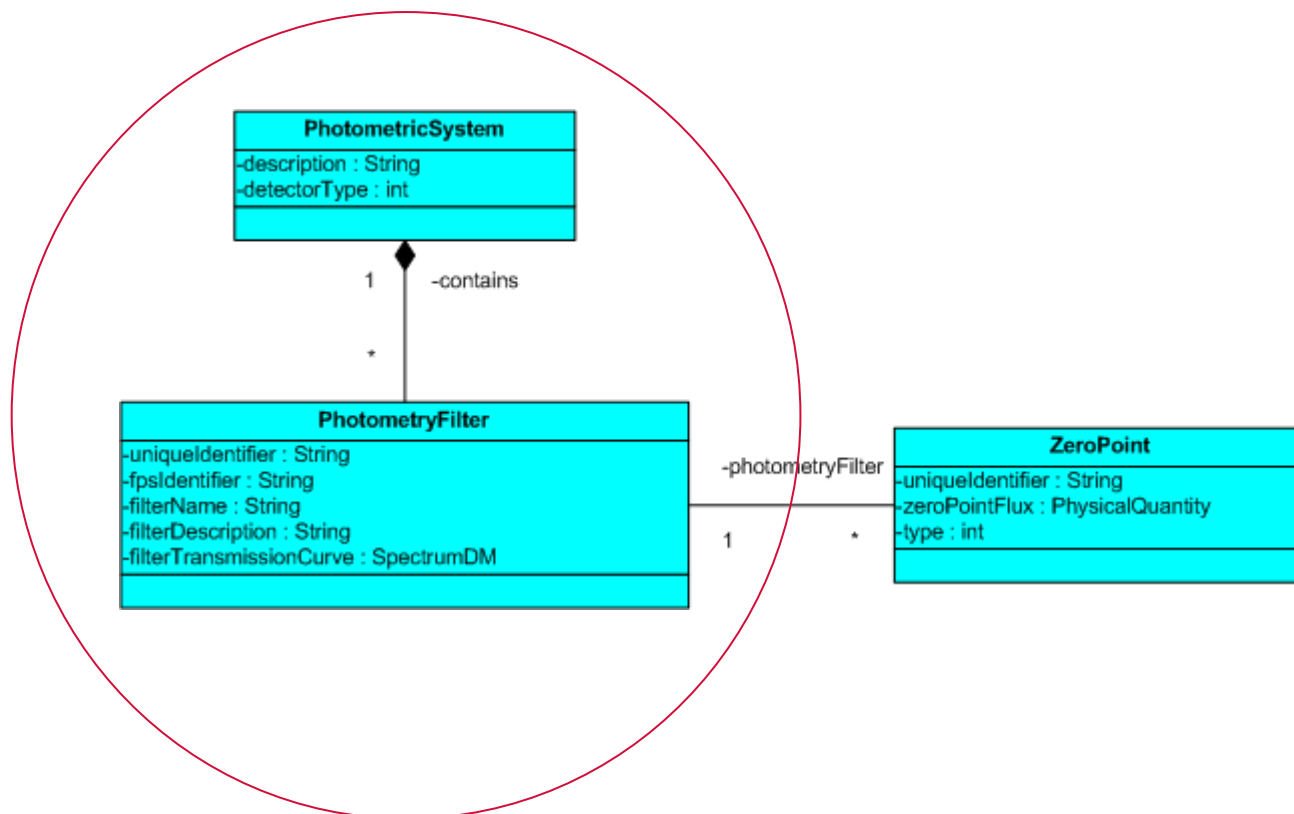 PhotometricSystem
-description : String
-detectorType : int
1
-contains
*
PhotometryFilter
-uniqueIdentifier : String
-fpsIdentifier : String
-filterName : String
-filterDescription : String
-filterTransmissionCurve : SpectrumDM
-photometryFilter
1
*
ZeroPoint
-uniqueIdentifier : String
-zeroPointFlux : PhysicalQuantity
-type : int